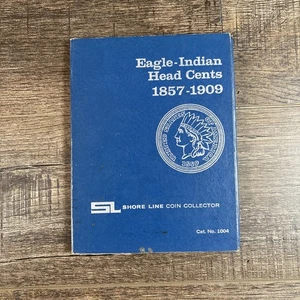 Eagle-Indian
Head Cents
1857-1909
SL SHORE LINE COIN COLLECTOR
Cat. No. 1004